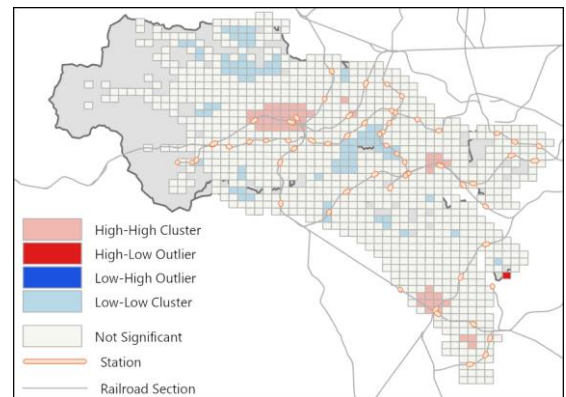 High-High Cluster
High-Low Outlier
Low-High Outlier
Low-Low Cluster
Not Significant
Station
Railroad Section